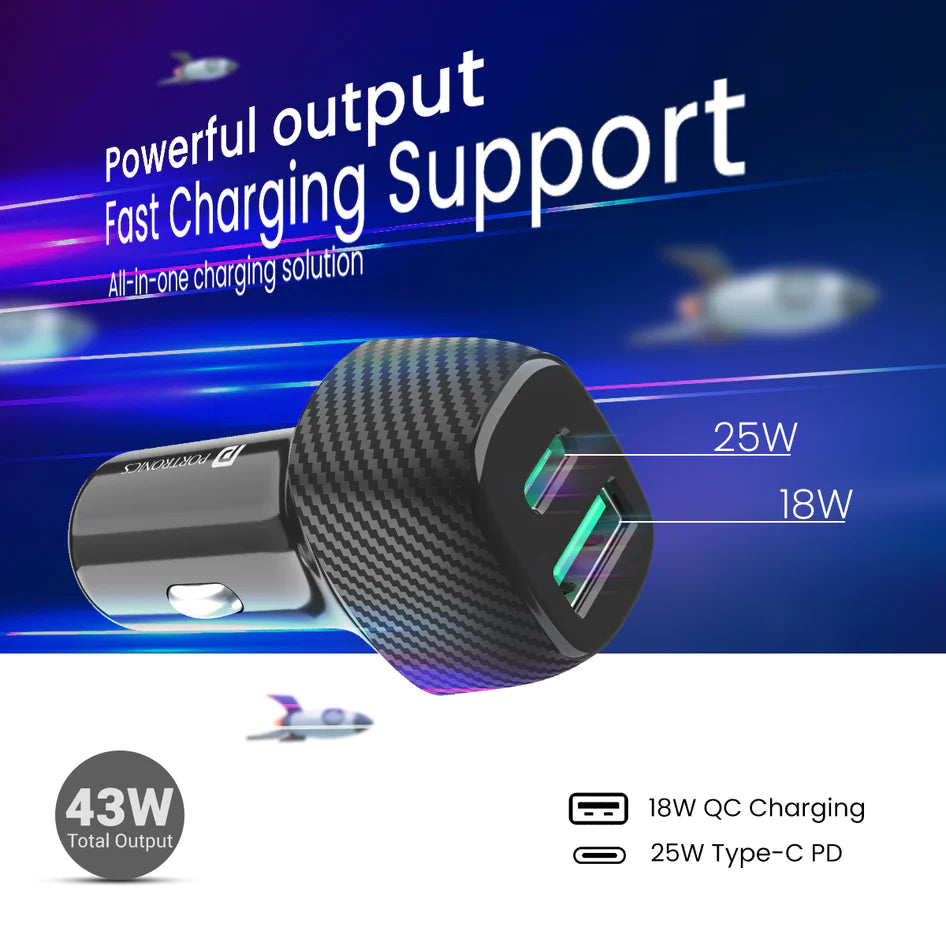 Powerful output
Fast Charging Support
All-in-one charging solution
25W
18W
PORTRONICS
43W
Total Output
18W QC Charging
25W Type-C PD